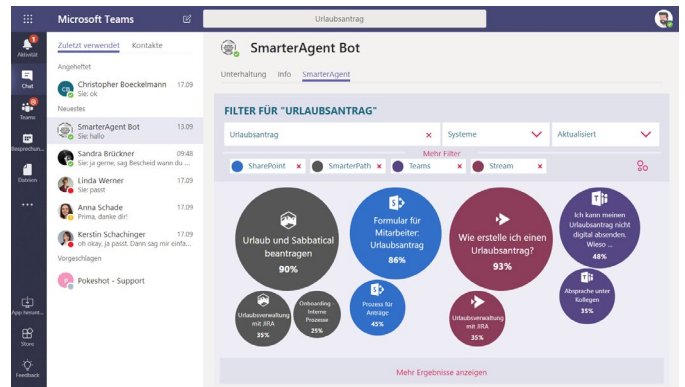 Microsoft Teams
Urlaubsantrag
Aktivität
Chat
Teams
Besprechun...
Dateien
App herunt...
Store
Feedback
Zuletzt verwendet Kontakte
Angeheftet
Christopher Boeckelmann 17.09
Sie: ok
Neuestes
SmarterAgent Bot 13.09
Sie: hallo
Sandra Brückner 09:48
Sie: ja gerne, sag Bescheid wann du ...
Linda Werner 17.09
Sie: passt
Anna Schade 17.09
Prima, danke dir!
Kerstin Schachinger 17.09
oh okay, ja passt. Dann sag mir einfa...
Vorgeschlagen
P
Pokeshot - Support
SmarterAgent Bot
Unterhaltung Info SmarterAgent
FILTER FÜR "URLAUBSANTRAG"
Urlaubsantrag × Systeme Aktualisiert
Mehr Filter
SharePoint × SmarterPath × Teams × Stream ×
Urlaub und Sabbatical
beantragen
90%
Formular für
Mitarbeiter:
Urlaubsantrag
86%
Wie erstelle ich einen
Urlaubsantrag?
93%
Ich kann meinen
Urlaubsantrag nicht
digital absenden.
Wieso ...
48%
Urlaubsverwaltung
mit JIRA
35%
Onboarding -
Interne
Prozesse
25%
Prozess für
Anträge
45%
Urlaubsverwaltung
mit JIRA
35%
Absprache unter
Kollegen
35%
Mehr Ergebnisse anzeigen